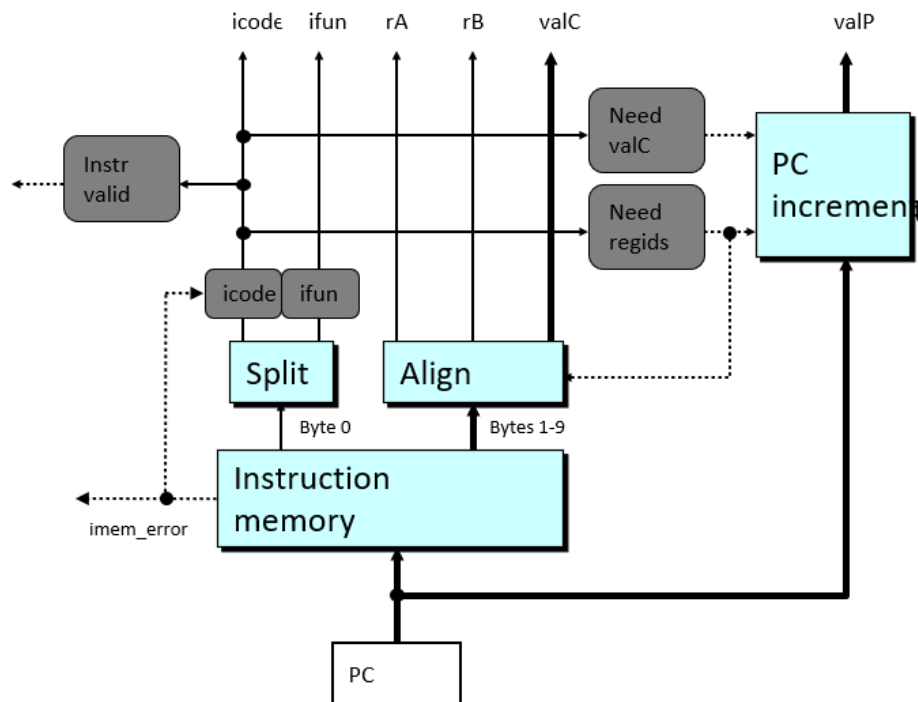 icode ifun rA rB valC valP
Need
valC
Instr
valid
PC
increment
Need
regids
icode ifun
Split
Align
Byte 0
Bytes 1-9
Instruction
memory
imem_error
PC